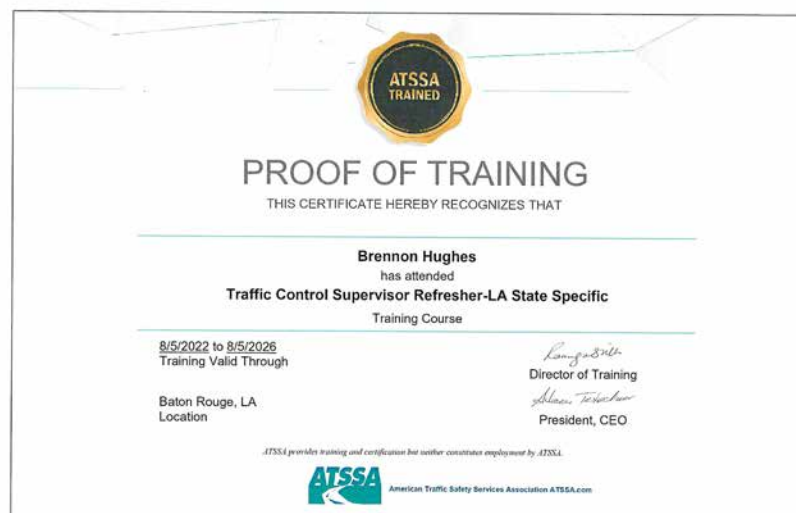 ATSSA
TRAINED
PROOF OF TRAINING
THIS CERTIFICATE HEREBY RECOGNIZES THAT
Brennon Hughes
has attended
Traffic Control Supervisor Refresher-LA State Specific
Training Course
8/5/2022 to 8/5/2026
Training Valid Through
Director of Training
Baton Rouge, LA
Location
President, CEO
ATSSA provides training and certification but neither constitutes employment by ATSSA.
ATSSA
American Traffic Safety Services Association ATSSA.com